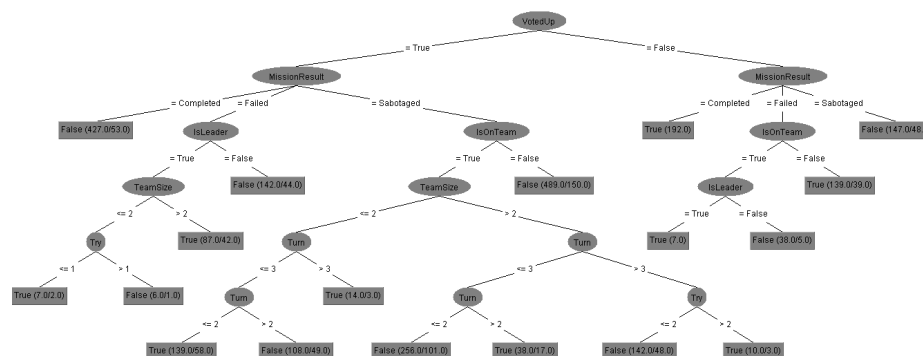 VotedUp
= True
= False
MissionResult
MissionResult
= Completed
= Failed
= Sabotaged
= Completed
= Failed
= Sabotaged
False (427.0/53.0)
IsLeader
IsOnTeam
True (192.0)
IsOnTeam
False (147.0/48.
= True
= False
= True
= False
= True
= False
TeamSize
False (142.0/44.0)
TeamSize
False (489.0/150.0)
IsLeader
True (139.0/39.0)
<= 2
> 2
<= 2
> 2
= True
= False
Try
True (87.0/42.0)
Turn
Turn
True (7.0)
False (38.0/5.0)
<= 1
> 1
<= 3
> 3
<= 3
> 3
True (7.0/2.0)
False (6.0/1.0)
Turn
True (14.0/3.0)
Turn
Try
<= 2
> 2
<= 2
> 2
<= 2
> 2
True (139.0/58.0)
False (108.0/49.0)
False (256.0/101.0)
True (38.0/17.0)
False (142.0/48.0)
True (10.0/3.0)